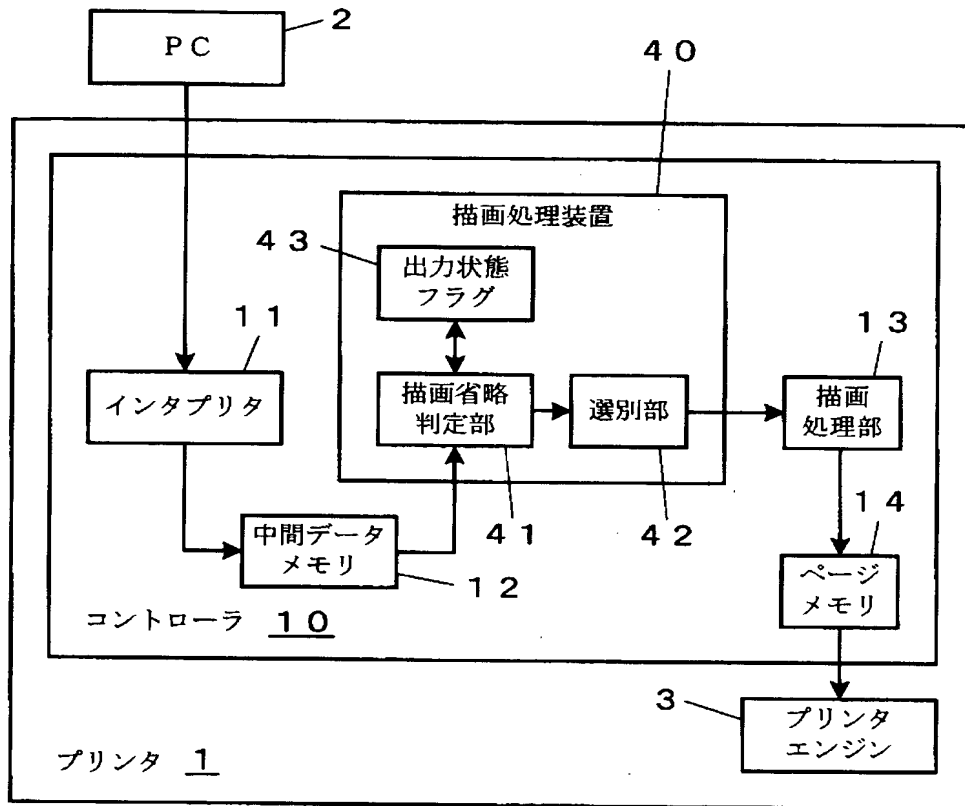 PC
2
40
描画処理装置
43
出力状態
フラグ
11
13
インタプリタ
描画省略
判定部
選別部
描画
処理部
41
42
14
中間データ
メモリ
12
ページ
メモリ
コントローラ 10
3
プリンタ
エンジン
プリンタ 1